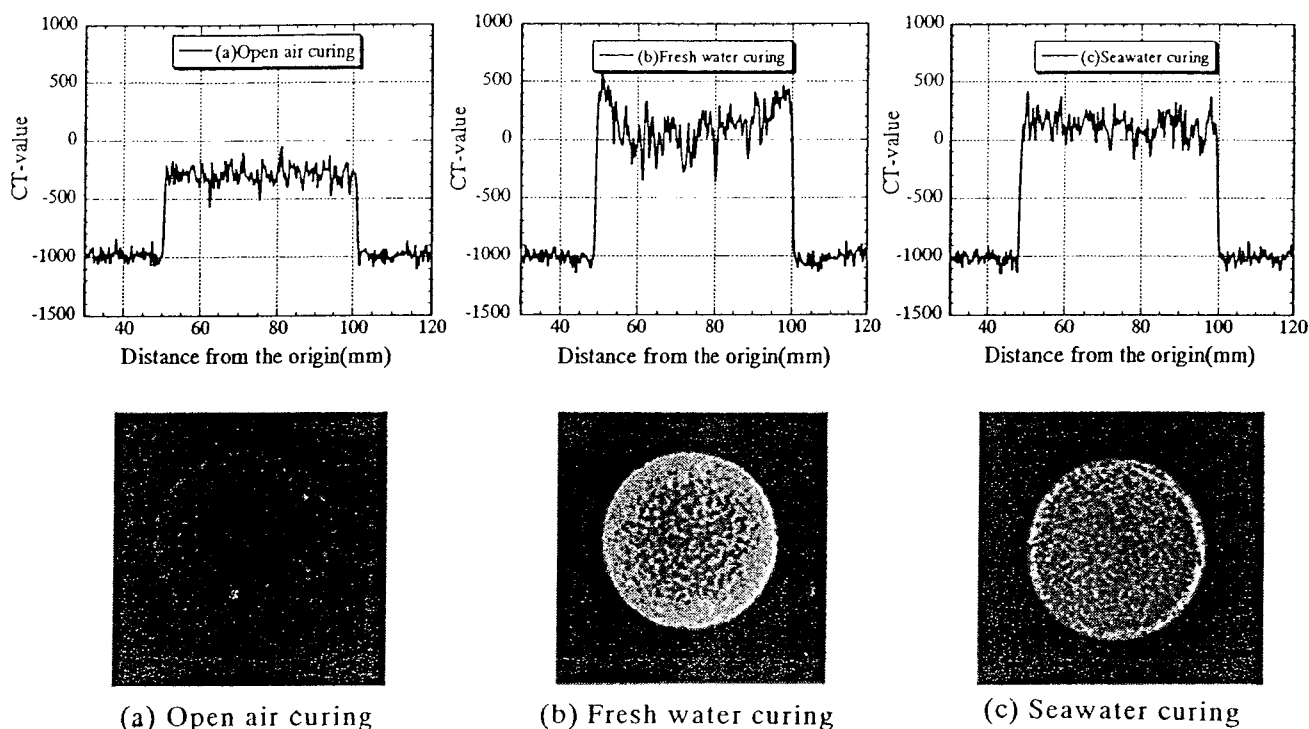 1000
500
0
-500
-1000
-1500
CT-value
(a)Open air curing
40 60 80 100 120
Distance from the origin(mm)
1000
500
0
-500
-1000
-1500
CT-value
(b)Fresh water curing
40 60 80 100 120
Distance from the origin(mm)
1000
500
0
-500
-1000
-1500
CT-value
(c)Seawater curing
40 60 80 100 120
Distance from the origin(mm)
(a) Open air curing
(b) Fresh water curing
(c) Seawater curing